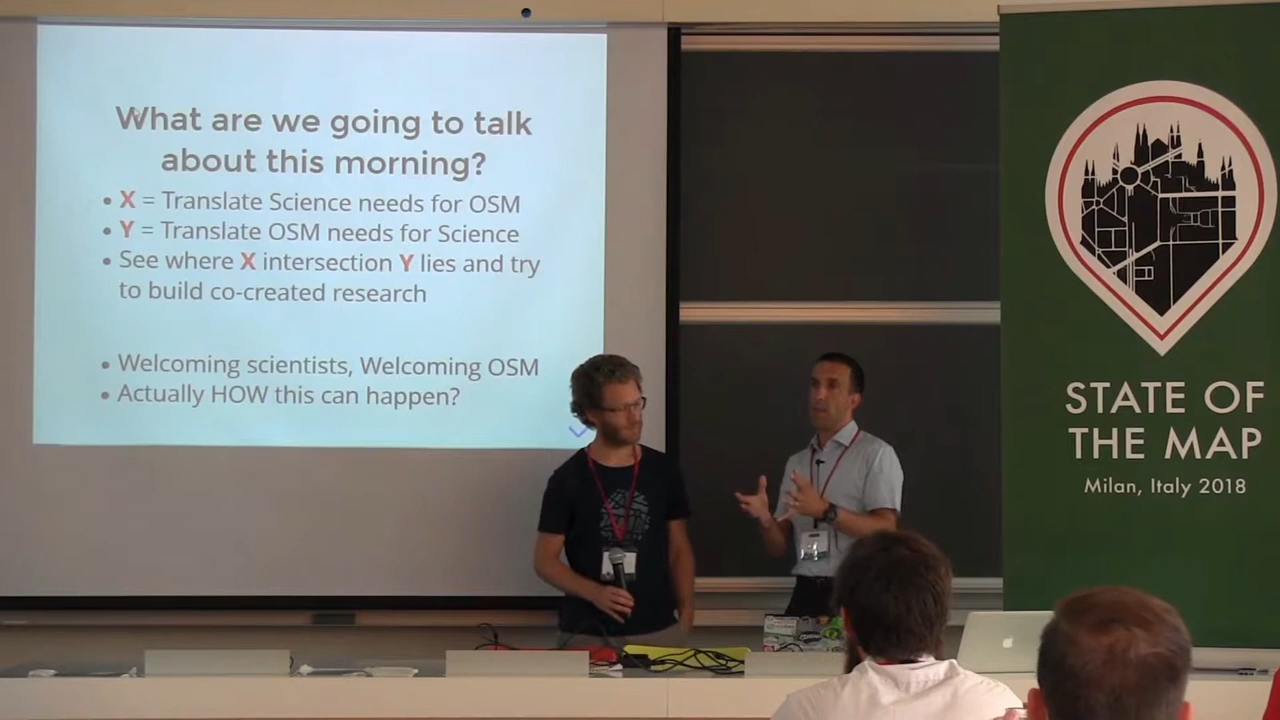 What are we going to talk
about this morning?
• X = Translate Science needs for OSM
• Y = Translate OSM needs for Science
• See where X intersection Y lies and try
to build co-created research
• Welcoming scientists, Welcoming OSM
• Actually HOW this can happen?
STATE OF
THE MAP
Milan, Italy 2018